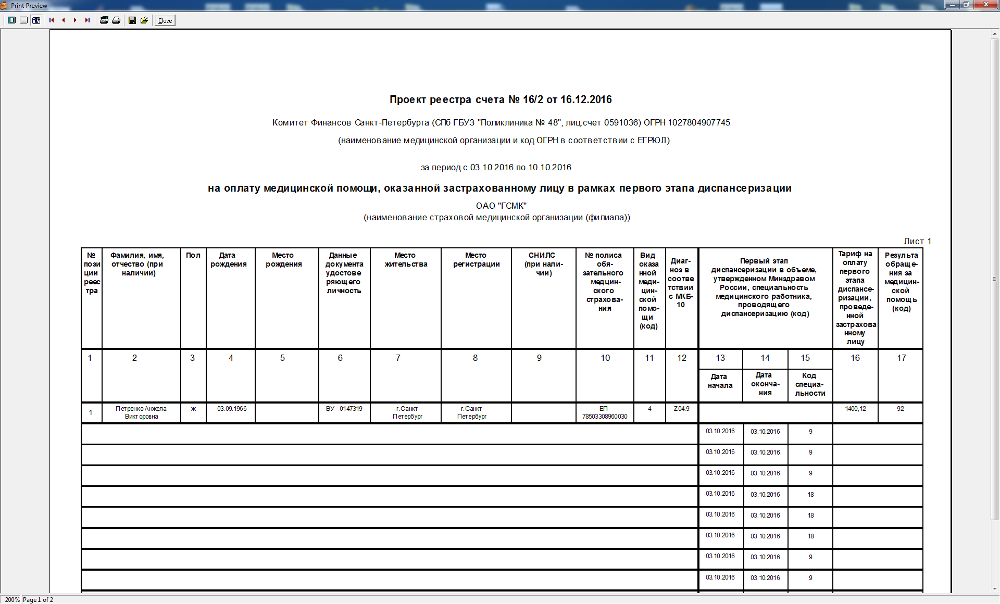 Print Preview
Close
Проект реестра счета № 16/2 от 16.12.2016
Комитет Финансов Санкт-Петербурга (СПб ГБУЗ "Поликлиника № 48", лиц.счет 0591036) ОГРН 1027804907745
(наименование медицинской организации и код ОГРН в соответствии с ЕГРЮЛ)
за период с 03.10.2016 по 10.10.2016
на оплату медицинской помощи, оказанной застрахованному лицу в рамках первого этапа диспансеризации
ОАО "ГСМК"
(наименование страховой медицинской организации (филиала))
Лист 1
№
пози
ции
реес
тра
Фамилия, имя,
отчество (при
наличии)
Пол
Дата
рождения
Место
рождения
Данные
документа
удостове
ряющего
личность
Место
жительства
Место
регистрации
СНИЛС
(при нали-
чии)
№ полиса
обя-
зательного
медцин-
ского
страхова-
ния
Вид
оказа
нной
меди-
цин-
ской
помо-
щи
(код)
Диаг-
ноз в
соотве
тствии
с МКБ-
10
Первый этап
диспансеризации в объеме,
утвержденном Минздравом
России, специальность
медицинского работника,
проводящего
диспансеризацию (код)
Тариф на
оплату
первого
этапа
диспансе-
ризации,
проведе-
нной
застрахова
нному
лицу
Результа
обраще-
ния за
медицин-
ской
помощь
(код)
1 2 3 4 5 6 7 8 9 10 11 12 13 14 15 16 17
Дата
начала
Дата
оконча-
ния
Код
специа-
льности
1
Петренко Анжела
Викторовна
ж
03.09.1966
ВУ - 0147319
г.Санкт-
Петербург
г.Санкт-
Петербург
ЕП
78503308960030
4
Z04.9
1400,12
92
03.10.2016 03.10.2016 9
03.10.2016 03.10.2016 9
03.10.2016 03.10.2016 9
03.10.2016 03.10.2016 18
03.10.2016 03.10.2016 18
03.10.2016 03.10.2016 18
03.10.2016 03.10.2016 9
03.10.2016 03.10.2016 9
200% Page 1 of 2